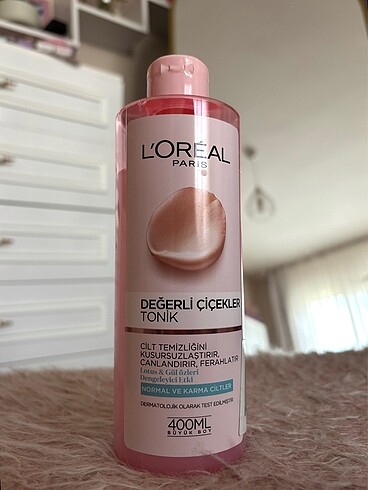 L'ORÉAL
PARIS
DEĞERLİ ÇİÇEKLER
TONİK
CİLT TEMİZLİĞİNİ
KUSURSUZLAŞTIRIR,
CANLANDIRIR, FERAHLATIR
Lotus & Gül özleri
Dengeleyici Etki
NORMAL VE KARMA CİLTLER
DERMATOLOJİK OLARAK TEST EDİLMİŞTİR
400ML
BÜYÜK BOY